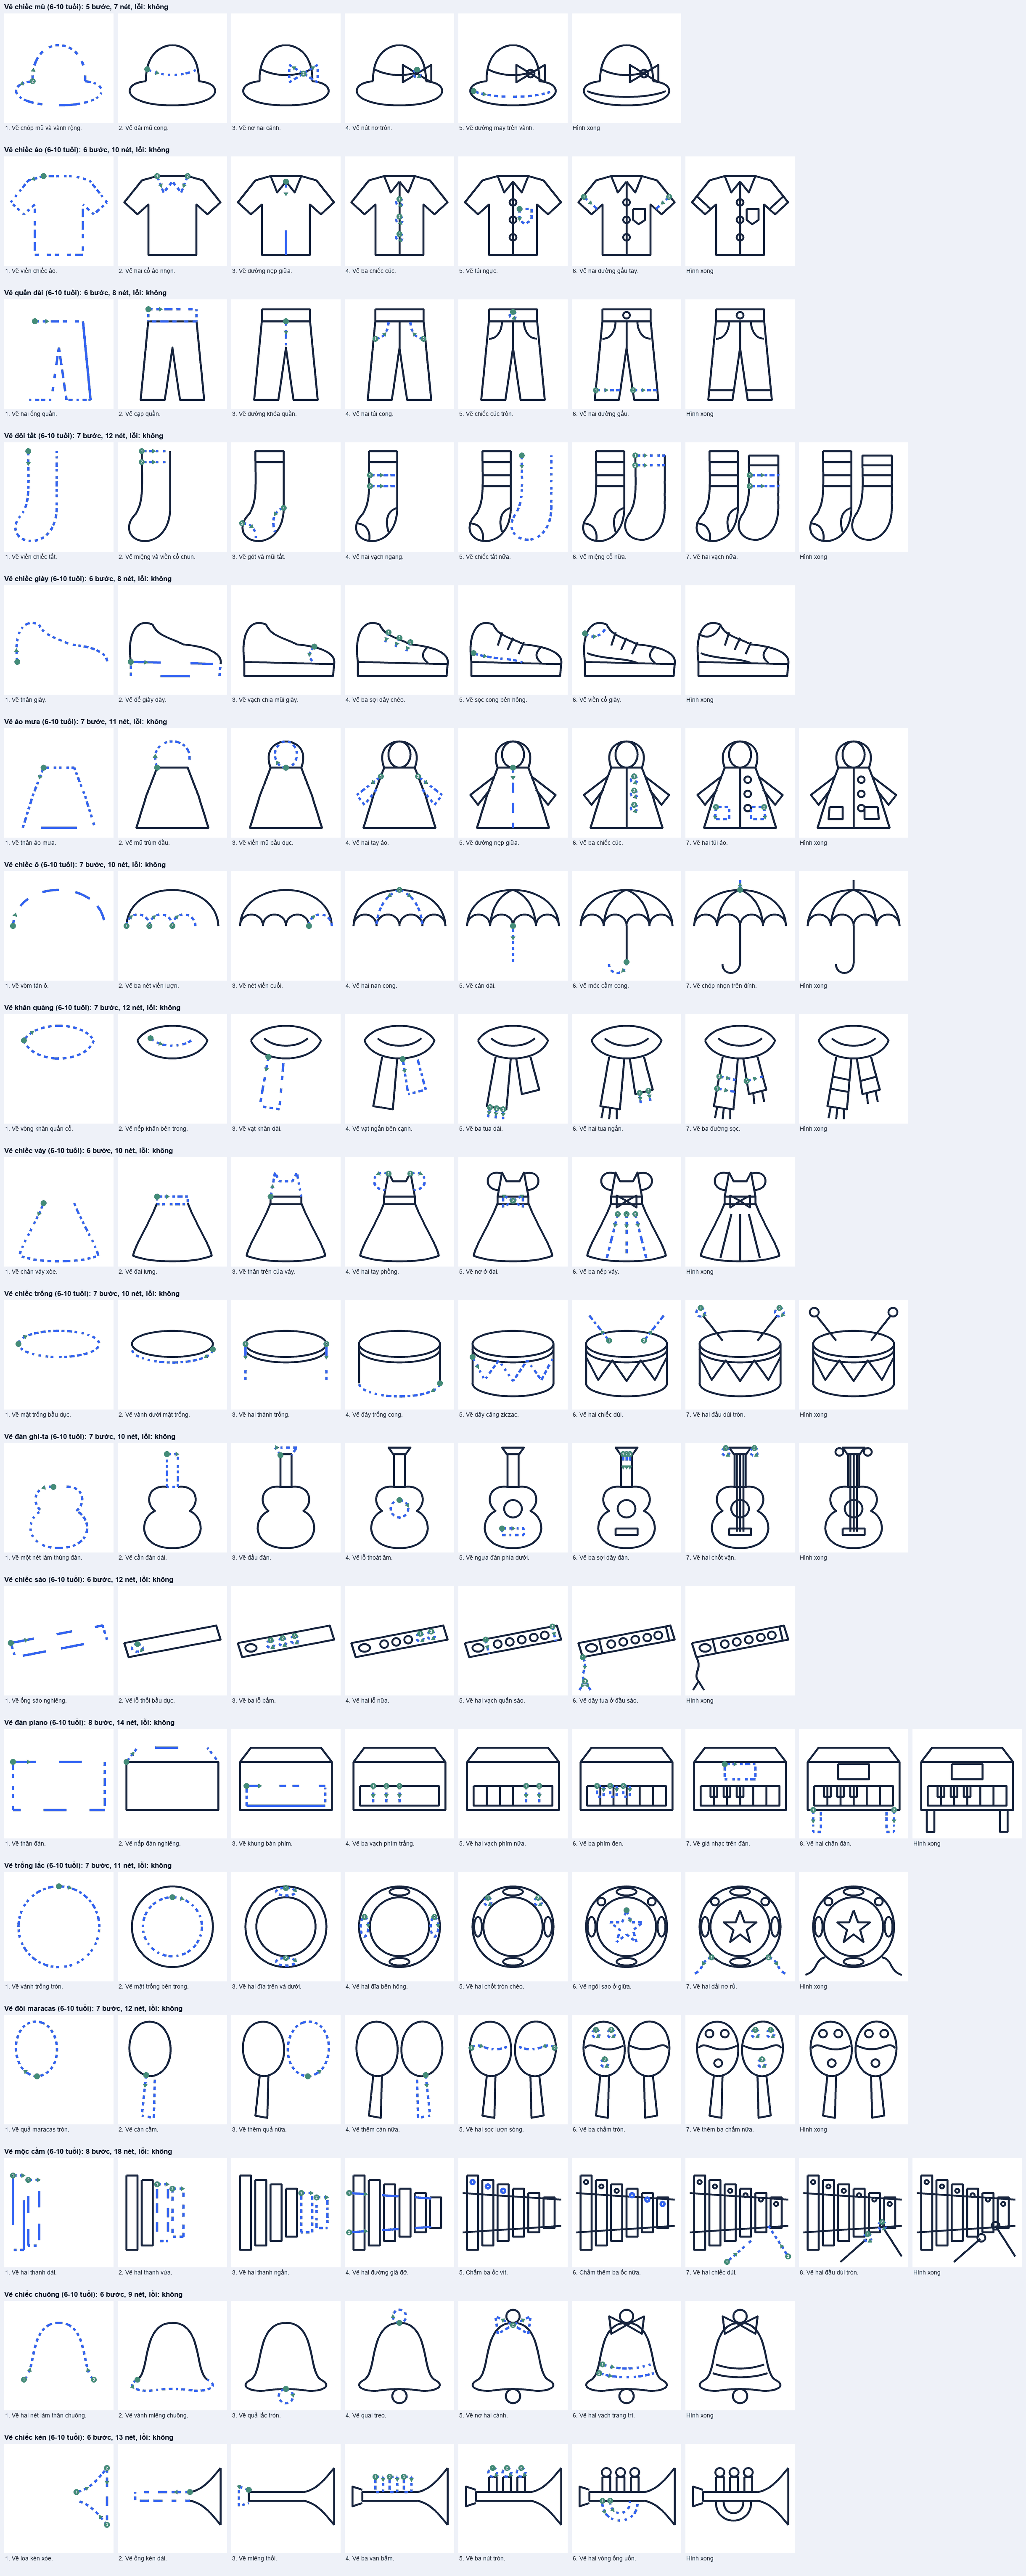 Vẽ chiếc mũ (6-10 tuổi): 5 bước, 7 nét, lỗi: không
1. Vẽ chóp mũ và vành rộng. 2. Vẽ dải mũ cong. 3. Vẽ nơ hai cánh. 4. Vẽ nút nơ tròn. 5. Vẽ đường may trên vành. Hình xong
Vẽ chiếc áo (6-10 tuổi): 6 bước, 10 nét, lỗi: không
1. Vẽ viền chiếc áo. 2. Vẽ hai cổ áo nhọn. 3. Vẽ đường nẹp giữa. 4. Vẽ ba chiếc cúc. 5. Vẽ túi ngực. 6. Vẽ hai đường gấu tay. Hình xong
Vẽ quần dài (6-10 tuổi): 6 bước, 8 nét, lỗi: không
1. Vẽ hai ống quần. 2. Vẽ cạp quần. 3. Vẽ đường khóa quần. 4. Vẽ hai túi cong. 5. Vẽ chiếc cúc tròn. 6. Vẽ hai đường gấu. Hình xong
Vẽ đôi tất (6-10 tuổi): 7 bước, 12 nét, lỗi: không
1. Vẽ viền chiếc tất. 2. Vẽ miệng và viền cổ chun. 3. Vẽ gót và mũi tất. 4. Vẽ hai vạch ngang. 5. Vẽ chiếc tất nữa. 6. Vẽ miệng cổ nữa. 7. Vẽ hai vạch nữa. Hình xong
Vẽ chiếc giày (6-10 tuổi): 6 bước, 8 nét, lỗi: không
1. Vẽ thân giày. 2. Vẽ đế giày dày. 3. Vẽ vạch chia mũi giày. 4. Vẽ ba sợi dây chéo. 5. Vẽ sọc cong bên hông. 6. Vẽ viền cổ giày. Hình xong
Vẽ áo mưa (6-10 tuổi): 7 bước, 11 nét, lỗi: không
1. Vẽ thân áo mưa. 2. Vẽ mũ trùm đầu. 3. Vẽ viền mũ bầu dục. 4. Vẽ hai tay áo. 5. Vẽ đường nẹp giữa. 6. Vẽ ba chiếc cúc. 7. Vẽ hai túi áo. Hình xong
Vẽ chiếc ô (6-10 tuổi): 7 bước, 10 nét, lỗi: không
1. Vẽ vòm tán ô. 2. Vẽ ba nét viền lượn. 3. Vẽ nét viền cuối. 4. Vẽ hai nan cong. 5. Vẽ cán dài. 6. Vẽ móc cầm cong. 7. Vẽ chóp nhọn trên đỉnh. Hình xong
Vẽ khăn quàng (6-10 tuổi): 7 bước, 12 nét, lỗi: không
1. Vẽ vòng khăn quấn cổ. 2. Vẽ nếp khăn bên trong. 3. Vẽ vạt khăn dài. 4. Vẽ vạt ngắn bên cạnh. 5. Vẽ ba tua dài. 6. Vẽ hai tua ngắn. 7. Vẽ ba đường sọc. Hình xong
Vẽ chiếc váy (6-10 tuổi): 6 bước, 10 nét, lỗi: không
1. Vẽ chân váy xòe. 2. Vẽ đai lưng. 3. Vẽ thân trên của váy. 4. Vẽ hai tay phồng. 5. Vẽ nơ ở đai. 6. Vẽ ba nếp váy. Hình xong
Vẽ chiếc trống (6-10 tuổi): 7 bước, 10 nét, lỗi: không
1. Vẽ mặt trống bầu dục. 2. Vẽ vành dưới mặt trống. 3. Vẽ hai thành trống. 4. Vẽ đáy trống cong. 5. Vẽ dây căng ziczac. 6. Vẽ hai chiếc dùi. 7. Vẽ hai đầu dùi tròn. Hình xong
Vẽ đàn ghi-ta (6-10 tuổi): 7 bước, 10 nét, lỗi: không
1. Vẽ một nét làm thùng đàn. 2. Vẽ cần đàn dài. 3. Vẽ đầu đàn. 4. Vẽ lỗ thoát âm. 5. Vẽ ngựa đàn phía dưới. 6. Vẽ ba sợi dây đàn. 7. Vẽ hai chốt vặn. Hình xong
Vẽ chiếc sáo (6-10 tuổi): 6 bước, 12 nét, lỗi: không
1. Vẽ ống sáo nghiêng. 2. Vẽ lỗ thổi bầu dục. 3. Vẽ ba lỗ bấm. 4. Vẽ hai lỗ nữa. 5. Vẽ hai vạch quấn sáo. 6. Vẽ dây tua ở đầu sáo. Hình xong
Vẽ đàn piano (6-10 tuổi): 8 bước, 14 nét, lỗi: không
1. Vẽ thân đàn. 2. Vẽ nắp đàn nghiêng. 3. Vẽ khung bàn phím. 4. Vẽ ba vạch phím trắng. 5. Vẽ hai vạch phím nữa. 6. Vẽ ba phím đen. 7. Vẽ giá nhạc trên đàn. 8. Vẽ hai chân đàn. Hình xong
Vẽ trống lắc (6-10 tuổi): 7 bước, 11 nét, lỗi: không
1. Vẽ vành trống tròn. 2. Vẽ mặt trống bên trong. 3. Vẽ hai đĩa trên và dưới. 4. Vẽ hai đĩa bên hông. 5. Vẽ hai chốt tròn chéo. 6. Vẽ ngôi sao ở giữa. 7. Vẽ hai dải nơ rủ. Hình xong
Vẽ đôi maracas (6-10 tuổi): 7 bước, 12 nét, lỗi: không
1. Vẽ quả maracas tròn. 2. Vẽ cán cầm. 3. Vẽ thêm quả nữa. 4. Vẽ thêm cán nữa. 5. Vẽ hai sọc lượn sóng. 6. Vẽ ba chấm tròn. 7. Vẽ thêm ba chấm nữa. Hình xong
Vẽ mộc cầm (6-10 tuổi): 8 bước, 18 nét, lỗi: không
1. Vẽ hai thanh dài. 2. Vẽ hai thanh vừa. 3. Vẽ hai thanh ngắn. 4. Vẽ hai đường giá đỡ. 5. Chấm ba ốc vít. 6. Chấm thêm ba ốc nữa. 7. Vẽ hai chiếc dùi. 8. Vẽ hai đầu dùi tròn. Hình xong
Vẽ chiếc chuông (6-10 tuổi): 6 bước, 9 nét, lỗi: không
1. Vẽ hai nét làm thân chuông. 2. Vẽ vành miệng chuông. 3. Vẽ quả lắc tròn. 4. Vẽ quai treo. 5. Vẽ nơ hai cánh. 6. Vẽ hai vạch trang trí. Hình xong
Vẽ chiếc kèn (6-10 tuổi): 6 bước, 13 nét, lỗi: không
1. Vẽ loa kèn xòe. 2. Vẽ ống kèn dài. 3. Vẽ miệng thổi. 4. Vẽ ba van bấm. 5. Vẽ ba nút tròn. 6. Vẽ hai vòng ống uốn. Hình xong